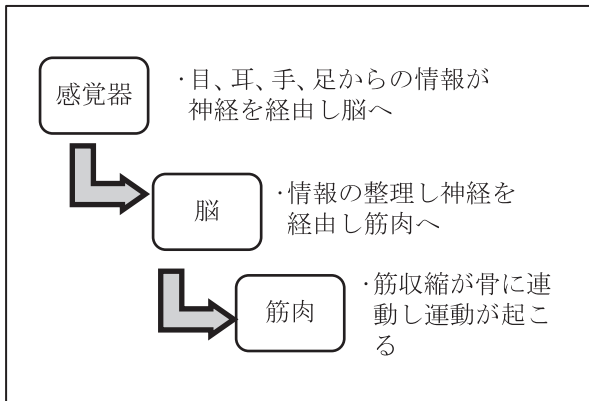 感覚器
・目、耳、手、足からの情報が
神経を経由し脳へ
脳
・情報の整理し神経を
経由し筋肉へ
筋肉
・筋収縮が骨に連
動し運動が起こ
る